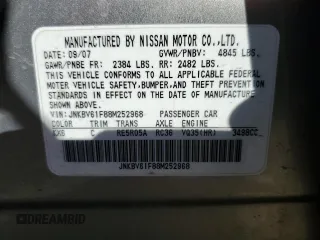 MANUFACTURED BY NISSAN MOTOR CO.,LTD.
DATE: 09/07 GVWR/PNBV: 4845 LBS.
GAWR/PNBE FR: 2384 LBS. RR: 2482 LBS.
THIS VEHICLE CONFORMS TO ALL APPLICABLE FEDERAL
MOTOR VEHICLE SAFETY,BUMPER,AND THEFT PREVENTION
STANDARDS IN EFFECT ON THE DATE OF MANUFACTURE
SHOWN ABOVE.
VIN: JNKBV61F88M252968 PASSENGER CAR
COLOR TRIM TRANS AXLE ENGINE
C RE5R05A RC36 VQ35(HR) 3498CC
JNKBV61F88M252968
AUTOBIDMASTER